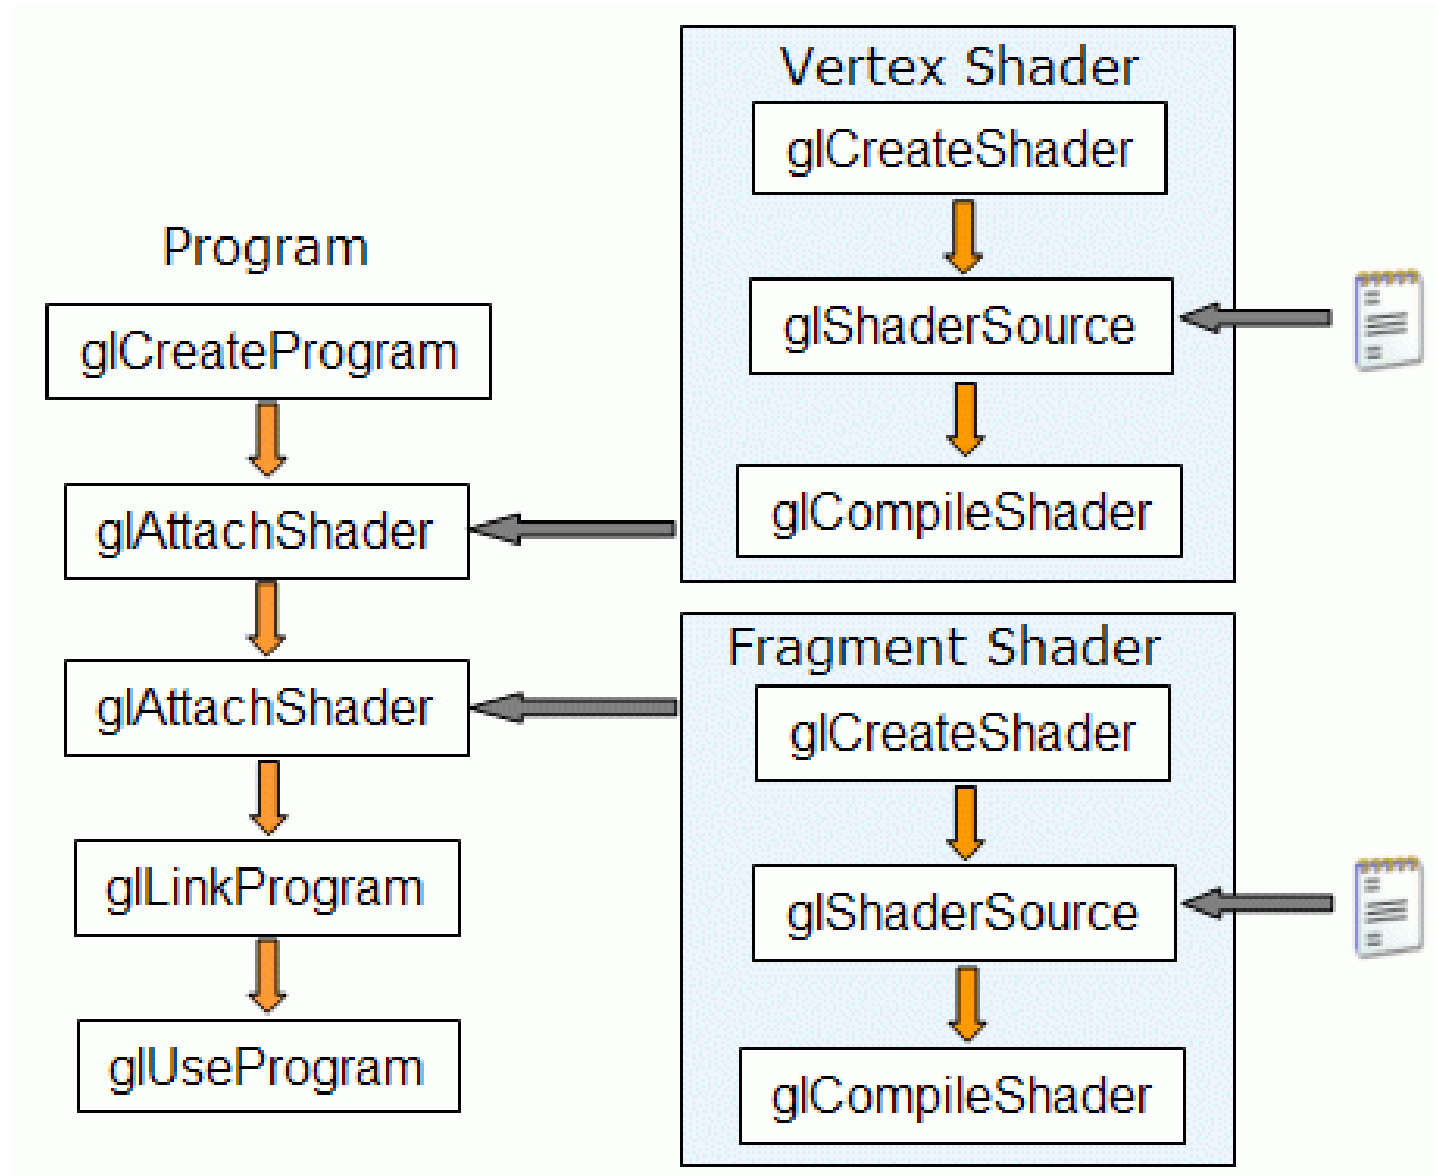 Vertex Shader
glCreateShader
glShaderSource
glCompileShader
Program
glCreateProgram
glAttachShader
glAttachShader
glLinkProgram
glUseProgram
Fragment Shader
glCreateShader
glShaderSource
glCompileShader